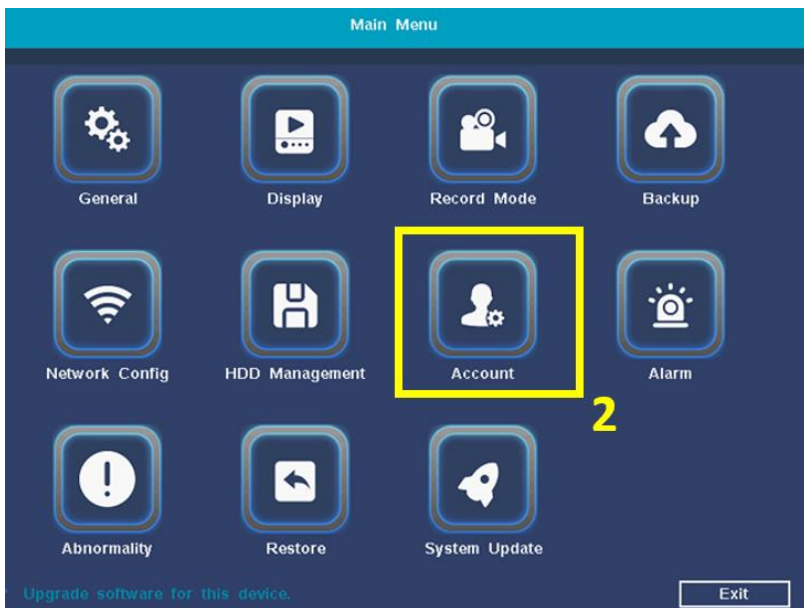 Main Menu
General Display Record Mode Backup
Network Config HDD Management Account Alarm
2
Abnormality Restore System Update
Upgrade software for this device.
Exit